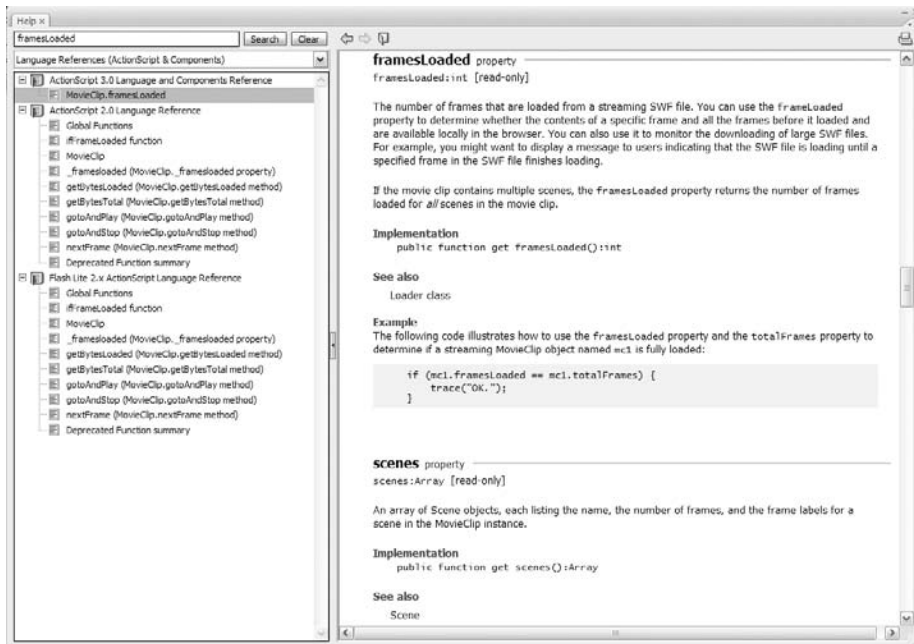 Help ×
framesLoaded
Search
Clear
Language References (ActionScript & Components)
ActionScript 3.0 Language and Components Reference
MovieClip.framesLoaded
ActionScript 2.0 Language Reference
Global Functions
ifFrameLoaded function
MovieClip
_framesloaded (MovieClip._framesloaded property)
getBytesLoaded (MovieClip.getBytesLoaded method)
getBytesTotal (MovieClip.getBytesTotal method)
gotoAndPlay (MovieClip.gotoAndPlay method)
gotoAndStop (MovieClip.gotoAndStop method)
nextFrame (MovieClip.nextFrame method)
Deprecated Function summary
Flash Lite 2.x ActionScript Language Reference
Global Functions
ifFrameLoaded function
MovieClip
_framesloaded (MovieClip._framesloaded property)
getBytesLoaded (MovieClip.getBytesLoaded method)
getBytesTotal (MovieClip.getBytesTotal method)
gotoAndPlay (MovieClip.gotoAndPlay method)
gotoAndStop (MovieClip.gotoAndStop method)
nextFrame (MovieClip.nextFrame method)
Deprecated Function summary
framesLoaded property
framesLoaded:int [read-only]
The number of frames that are loaded from a streaming SWF file. You can use the frameLoaded
property to determine whether the contents of a specific frame and all the frames before it loaded and
are available locally in the browser. You can also use it to monitor the downloading of large SWF files.
For example, you might want to display a message to users indicating that the SWF file is loading until a
specified frame in the SWF file finishes loading.
If the movie clip contains multiple scenes, the framesLoaded property returns the number of frames
loaded for all scenes in the movie clip.
Implementation
public function get framesLoaded():int
See also
Loader class
Example
The following code illustrates how to use the framesLoaded property and the totalFrames property to
determine if a streaming MovieClip object named mc1 is fully loaded:
if (mc1.framesLoaded == mc1.totalFrames) {
trace("OK.");
}
scenes property
scenes:Array [read-only]
An array of Scene objects, each listing the name, the number of frames, and the frame labels for a
scene in the MovieClip instance.
Implementation
public function get scenes():Array
See also
Scene